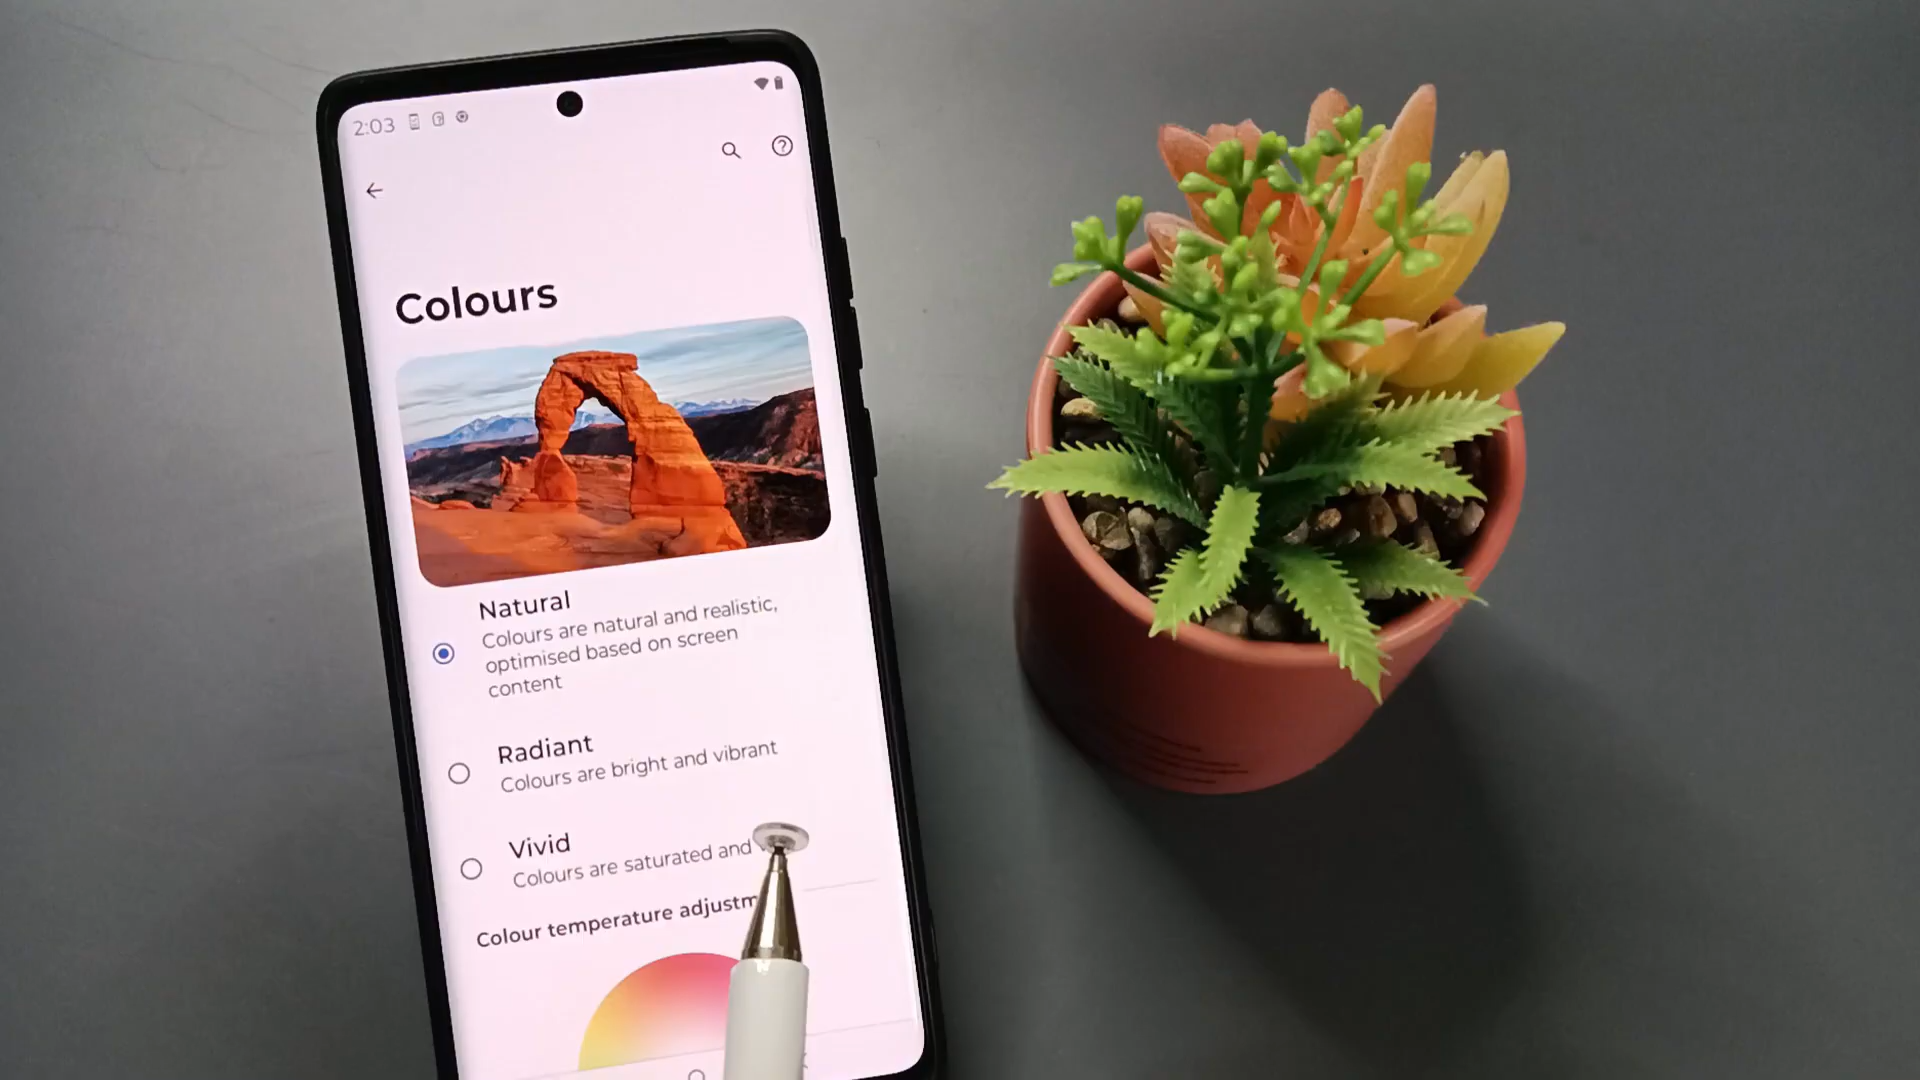 2:03
Colours
Natural
Colours are natural and realistic,
optimised based on screen
content
Radiant
Colours are bright and vibrant
Vivid
Colours are saturated and
Colour temperature